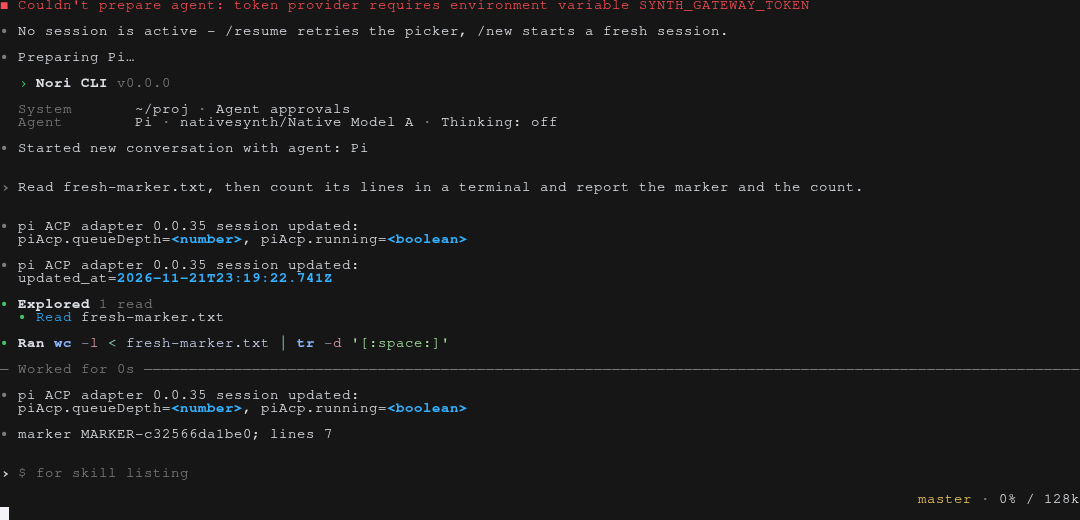 ■ Couldn't prepare agent: token provider requires environment variable SYNTH_GATEWAY_TOKEN
• No session is active – /resume retries the picker, /new starts a fresh session.
• Preparing Pi…
› Nori CLI v0.0.0
System ~/proj · Agent approvals
Agent Pi · nativesynth/Native Model A · Thinking: off
• Started new conversation with agent: Pi
› Read fresh-marker.txt, then count its lines in a terminal and report the marker and the count.
• pi ACP adapter 0.0.35 session updated:
piAcp.queueDepth=<number>, piAcp.running=<boolean>
• pi ACP adapter 0.0.35 session updated:
updated_at=2026-11-21T23:19:22.741Z
• Explored 1 read
• Read fresh-marker.txt
• Ran wc -l < fresh-marker.txt | tr -d '[:space:]'
─ Worked for 0s ─
• pi ACP adapter 0.0.35 session updated:
piAcp.queueDepth=<number>, piAcp.running=<boolean>
• marker MARKER-c32566da1be0; lines 7
› $ for skill listing
master · 0% / 128k